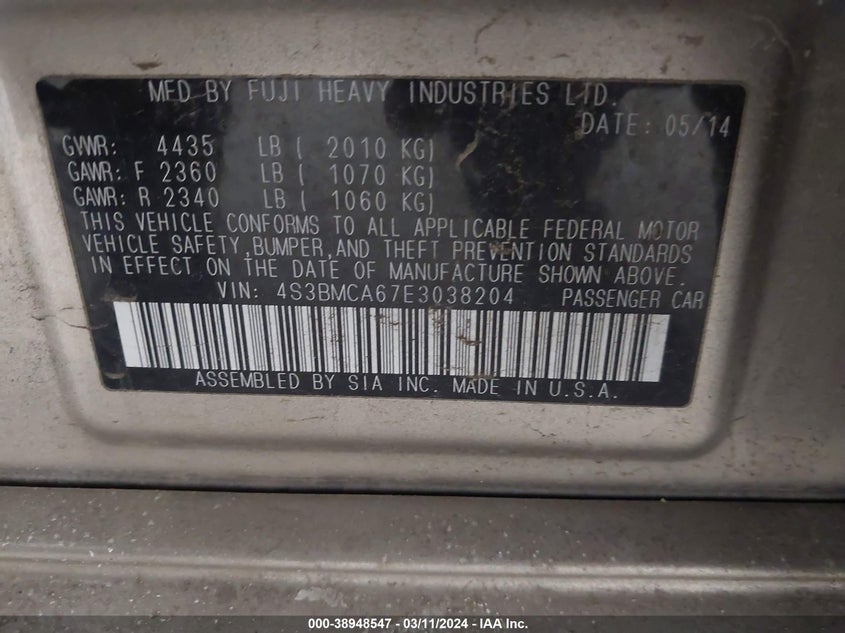 MFD BY FUJI HEAVY INDUSTRIES LTD.
DATE: 05/14
GVWR: 4435 LB ( 2010 KG)
GAWR: F 2360 LB ( 1070 KG)
GAWR: R 2340 LB ( 1060 KG)
THIS VEHICLE CONFORMS TO ALL APPLICABLE FEDERAL MOTOR
VEHICLE SAFETY,BUMPER,AND THEFT PREVENTION STANDARDS
IN EFFECT ON THE DATE OF MANUFACTURE SHOWN ABOVE.
VIN: 4S3BMCA67E3038204 PASSENGER CAR
ASSEMBLED BY SIA INC. MADE IN U.S.A.
000-38948547 - 03/11/2024 - IAAI Inc.